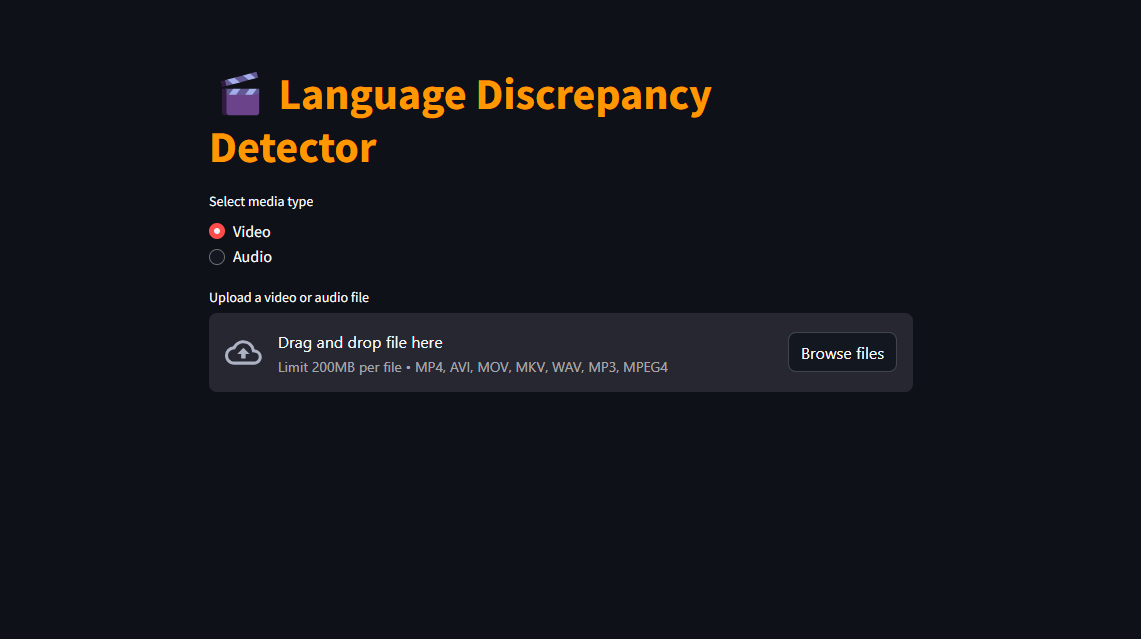 Language Discrepancy
Detector
Select media type
Video
Audio
Upload a video or audio file
Drag and drop file here
Limit 200MB per file • MP4, AVI, MOV, MKV, WAV, MP3, MPEG4
Browse files